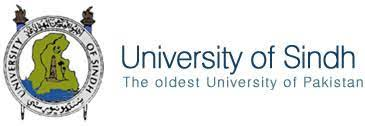 UNIVERSITY OF SINDH
University of Sindh
The oldest University of Pakistan